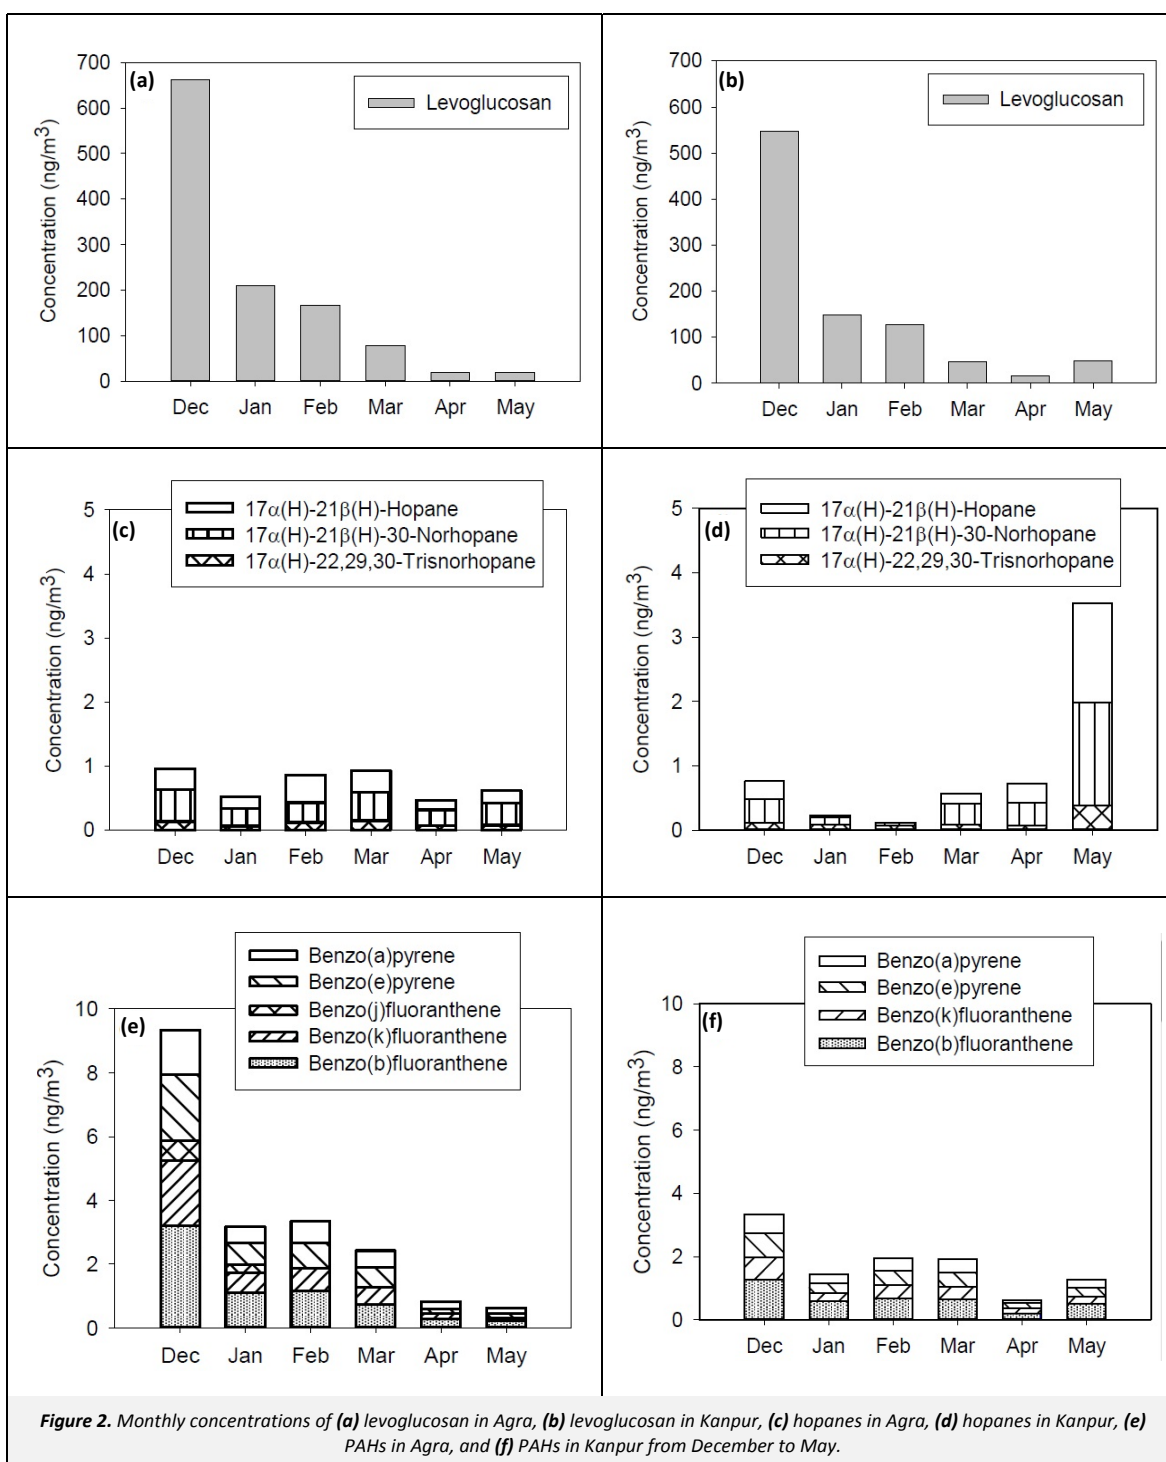 (a)
Levoglucosan
Concentration (ng/m³)
700
600
500
400
300
200
100
0
Dec Jan Feb Mar Apr May
(b)
Levoglucosan
Concentration (ng/m³)
700
600
500
400
300
200
100
0
Dec Jan Feb Mar Apr May
(c)
17α(H)-21β(H)-Hopane
17α(H)-21β(H)-30-Norhopane
17α(H)-22,29,30-Trisnorhopane
Concentration (ng/m³)
5
4
3
2
1
0
Dec Jan Feb Mar Apr May
(d)
17α(H)-21β(H)-Hopane
17α(H)-21β(H)-30-Norhopane
17α(H)-22,29,30-Trisnorhopane
Concentration (ng/m³)
5
4
3
2
1
0
Dec Jan Feb Mar Apr May
(e)
Benzo(a)pyrene
Benzo(e)pyrene
Benzo(j)fluoranthene
Benzo(k)fluoranthene
Benzo(b)fluoranthene
Concentration (ng/m³)
10
8
6
4
2
0
Dec Jan Feb Mar Apr May
(f)
Benzo(a)pyrene
Benzo(e)pyrene
Benzo(k)fluoranthene
Benzo(b)fluoranthene
Concentration (ng/m³)
10
8
6
4
2
0
Dec Jan Feb Mar Apr May
Figure 2. Monthly concentrations of (a) levoglucosan in Agra, (b) levoglucosan in Kanpur, (c) hopanes in Agra, (d) hopanes in Kanpur, (e)
PAHs in Agra, and (f) PAHs in Kanpur from December to May.